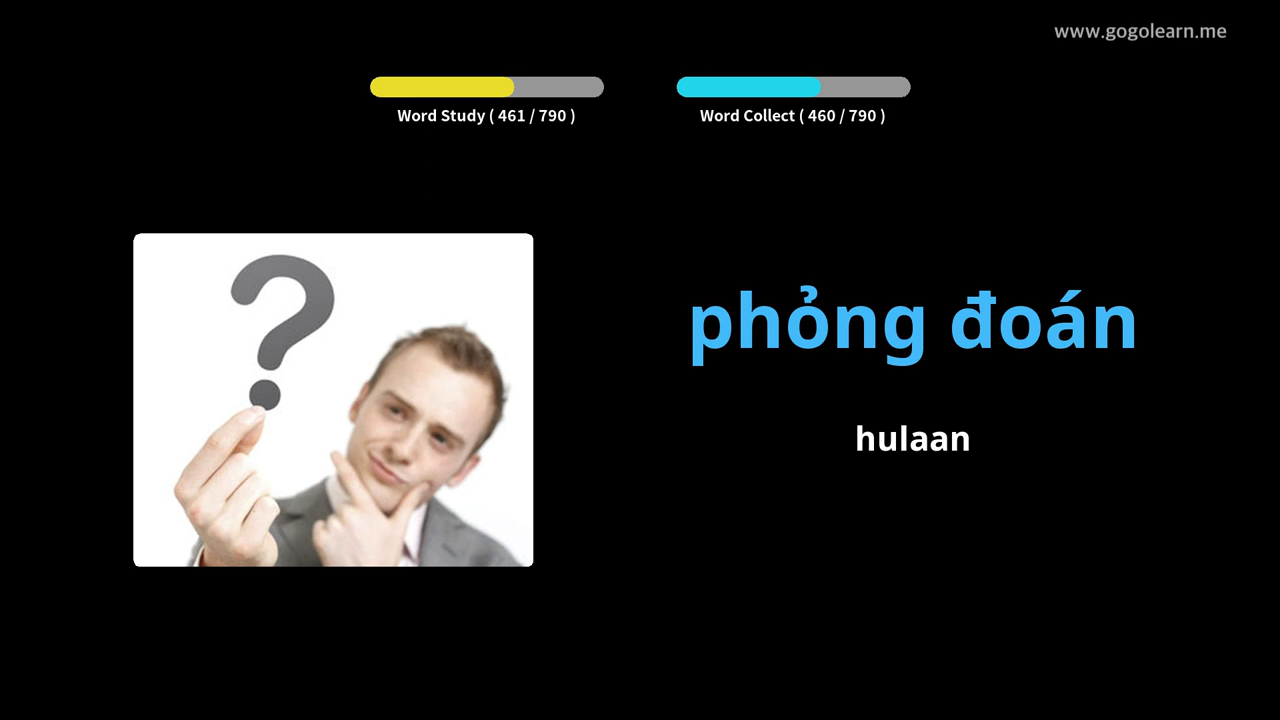 www.gogolearn.me
Word Study ( 461 / 790 )
Word Collect ( 460 / 790 )
phỏng đoán
hulaan